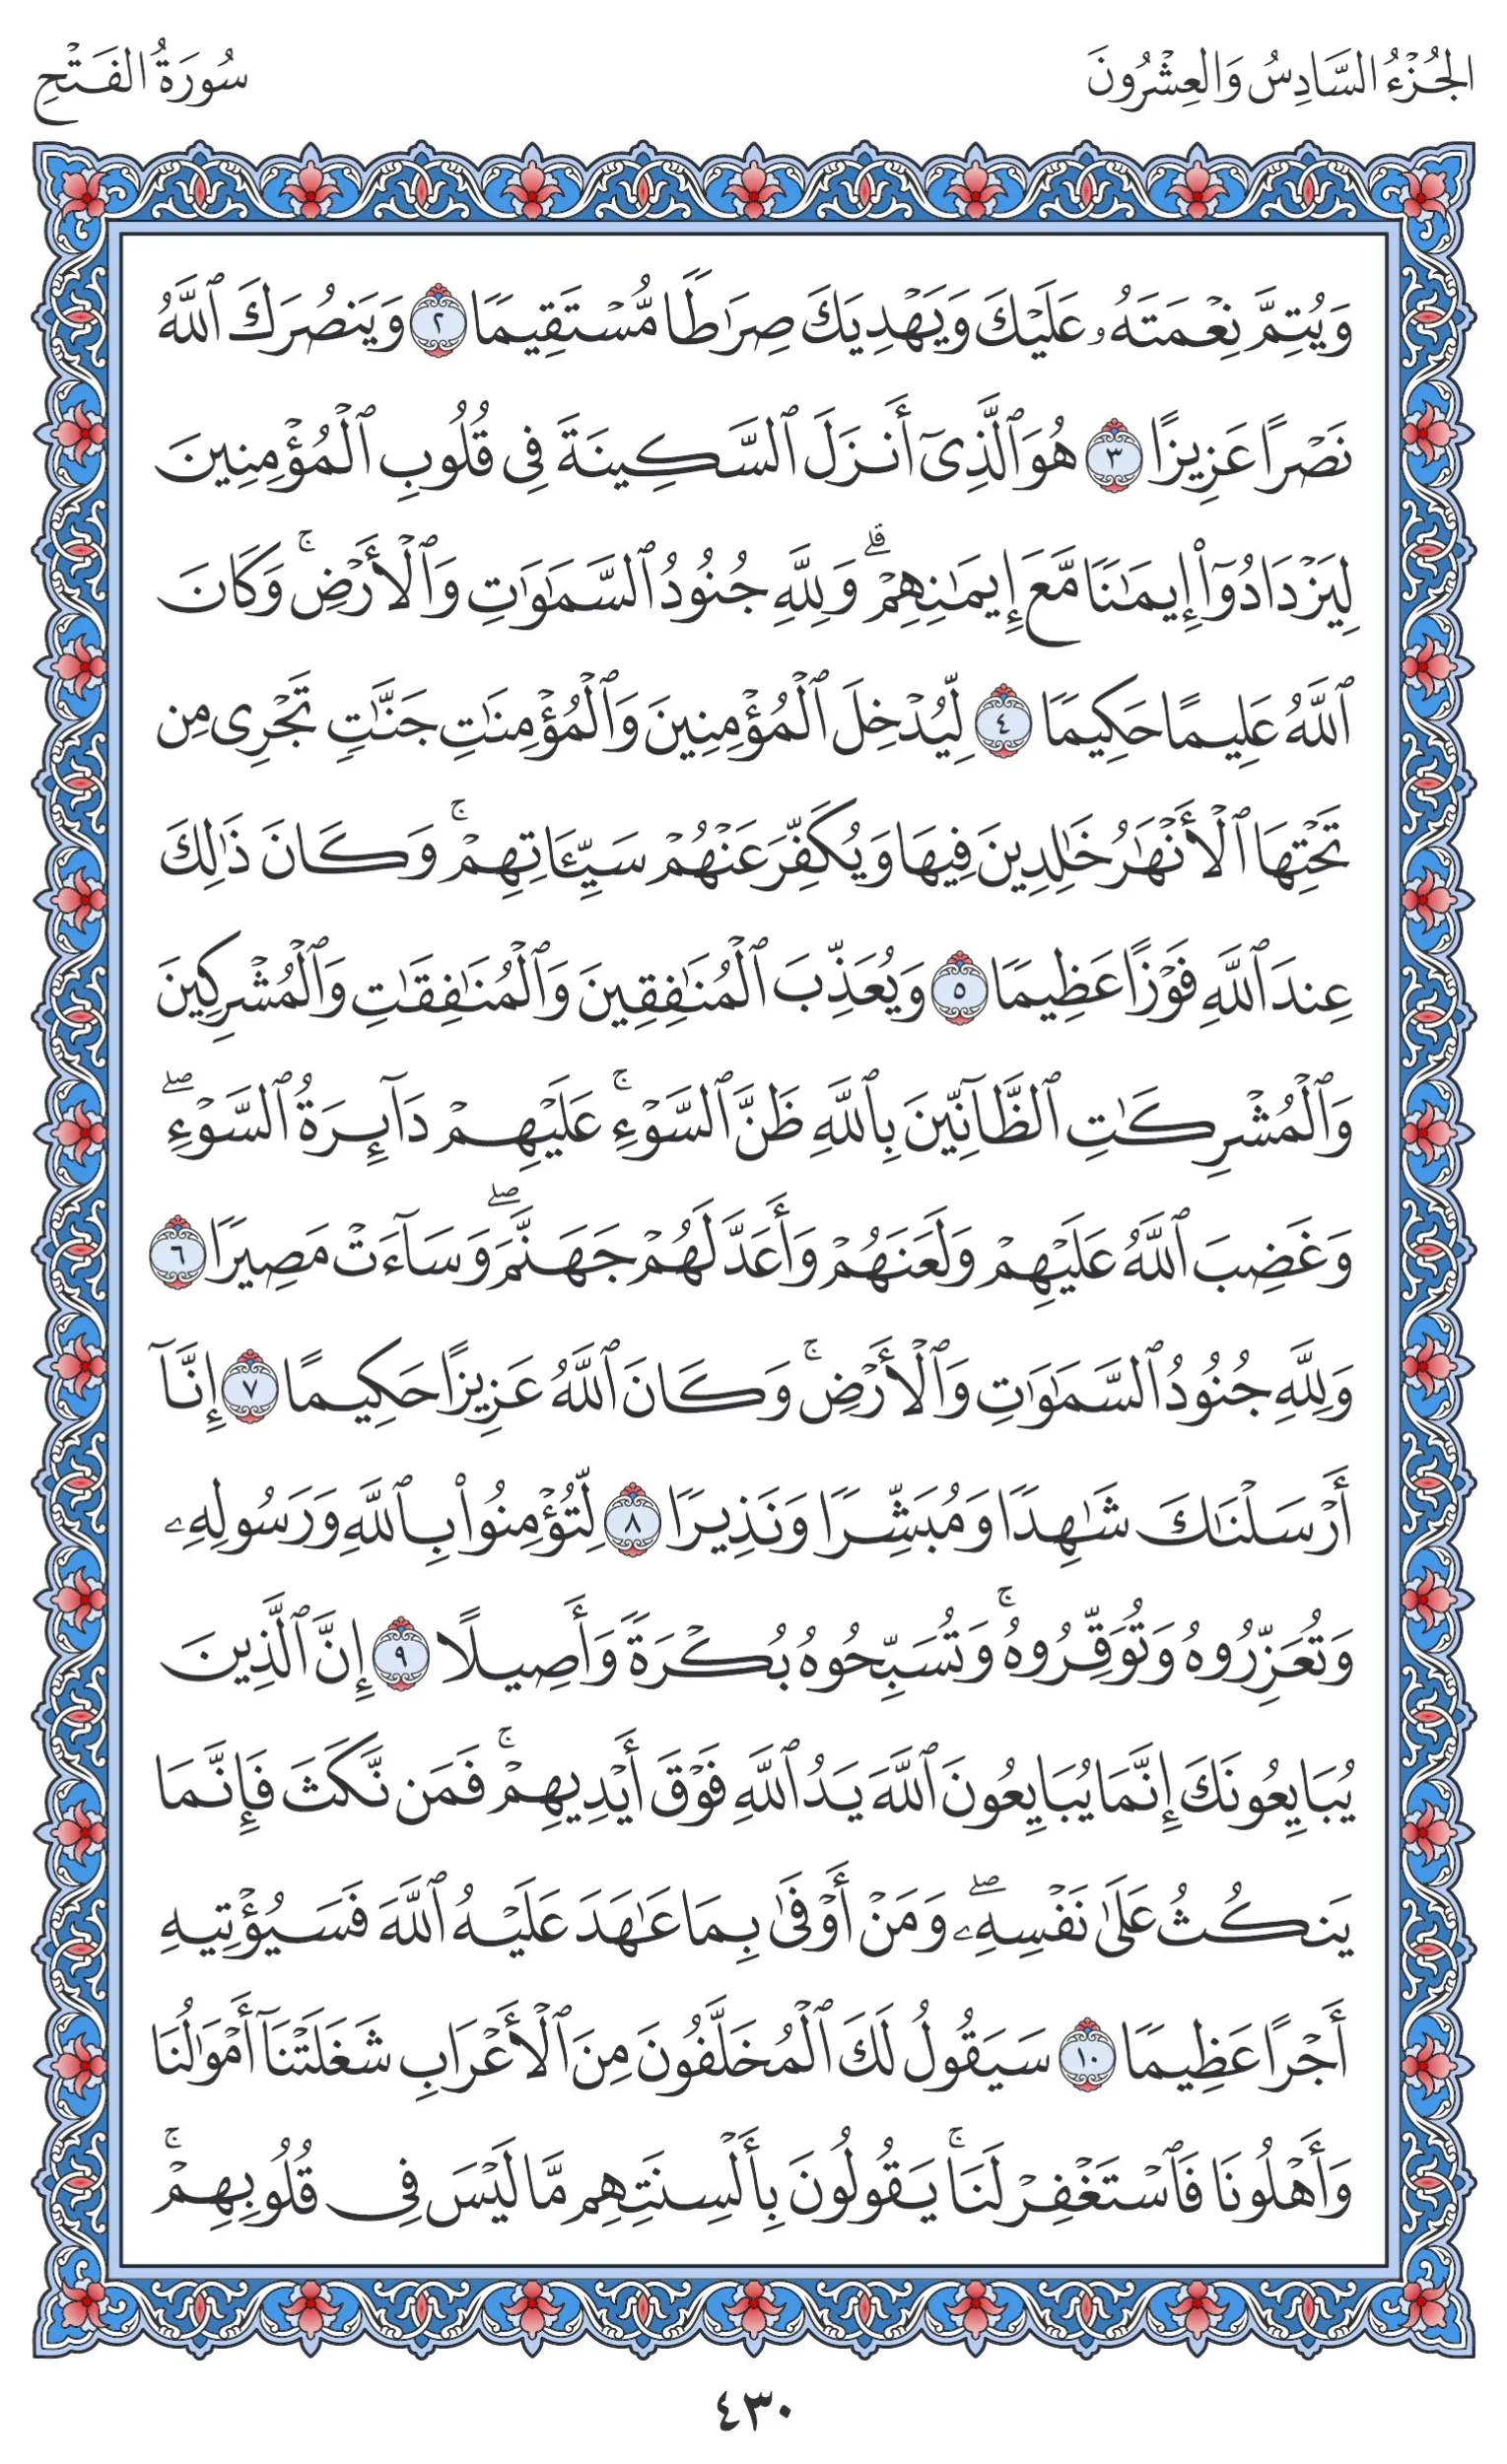 الجُزْءُ السَّادِسُ وَالعِشْرُونَ
سُورَةُ الفَتْحِ
وَيُتِمَّ نِعْمَتَهُۥ عَلَيْكَ وَيَهْدِيَكَ صِرَٰطًا مُّسْتَقِيمًا ٢ وَيَنصُرَكَ ٱللَّهُ
نَصْرًا عَزِيزًا ٣ هُوَ ٱلَّذِىٓ أَنزَلَ ٱلسَّكِينَةَ فِى قُلُوبِ ٱلْمُؤْمِنِينَ
لِيَزْدَادُوٓا۟ إِيمَٰنًا مَّعَ إِيمَٰنِهِمْ ۗ وَلِلَّهِ جُنُودُ ٱلسَّمَٰوَٰتِ وَٱلْأَرْضِ ۚ وَكَانَ
ٱللَّهُ عَلِيمًا حَكِيمًا ٤ لِّيُدْخِلَ ٱلْمُؤْمِنِينَ وَٱلْمُؤْمِنَٰتِ جَنَّٰتٍ تَجْرِى مِن
تَحْتِهَا ٱلْأَنْهَٰرُ خَٰلِدِينَ فِيهَا وَيُكَفِّرَ عَنْهُمْ سَيِّـَٔاتِهِمْ ۚ وَكَانَ ذَٰلِكَ
عِندَ ٱللَّهِ فَوْزًا عَظِيمًا ٥ وَيُعَذِّبَ ٱلْمُنَٰفِقِينَ وَٱلْمُنَٰفِقَٰتِ وَٱلْمُشْرِكِينَ
وَٱلْمُشْرِكَٰتِ ٱلظَّآنِّينَ بِٱللَّهِ ظَنَّ ٱلسَّوْءِ ۚ عَلَيْهِمْ دَآئِرَةُ ٱلسَّوْءِ ۖ
وَغَضِبَ ٱللَّهُ عَلَيْهِمْ وَلَعَنَهُمْ وَأَعَدَّ لَهُمْ جَهَنَّمَ ۖ وَسَآءَتْ مَصِيرًا ٦
وَلِلَّهِ جُنُودُ ٱلسَّمَٰوَٰتِ وَٱلْأَرْضِ ۚ وَكَانَ ٱللَّهُ عَزِيزًا حَكِيمًا ٧ إِنَّآ
أَرْسَلْنَٰكَ شَٰهِدًا وَمُبَشِّرًا وَنَذِيرًا ٨ لِّتُؤْمِنُوا۟ بِٱللَّهِ وَرَسُولِهِۦ
وَتُعَزِّرُوهُ وَتُوَقِّرُوهُ ۚ وَتُسَبِّحُوهُ بُكْرَةً وَأَصِيلًا ٩ إِنَّ ٱلَّذِينَ
يُبَايِعُونَكَ إِنَّمَا يُبَايِعُونَ ٱللَّهَ يَدُ ٱللَّهِ فَوْقَ أَيْدِيهِمْ ۚ فَمَن نَّكَثَ فَإِنَّمَا
يَنكُثُ عَلَىٰ نَفْسِهِۦ ۖ وَمَنْ أَوْفَىٰ بِمَا عَٰهَدَ عَلَيْهُ ٱللَّهَ فَسَيُؤْتِيهِ
أَجْرًا عَظِيمًا ١٠ سَيَقُولُ لَكَ ٱلْمُخَلَّفُونَ مِنَ ٱلْأَعْرَابِ شَغَلَتْنَآ أَمْوَٰلُنَا
وَأَهْلُونَا فَٱسْتَغْفِرْ لَنَا ۚ يَقُولُونَ بِأَلْسِنَتِهِم مَّا لَيْسَ فِى قُلُوبِهِمْ ۚ
٤٣٠